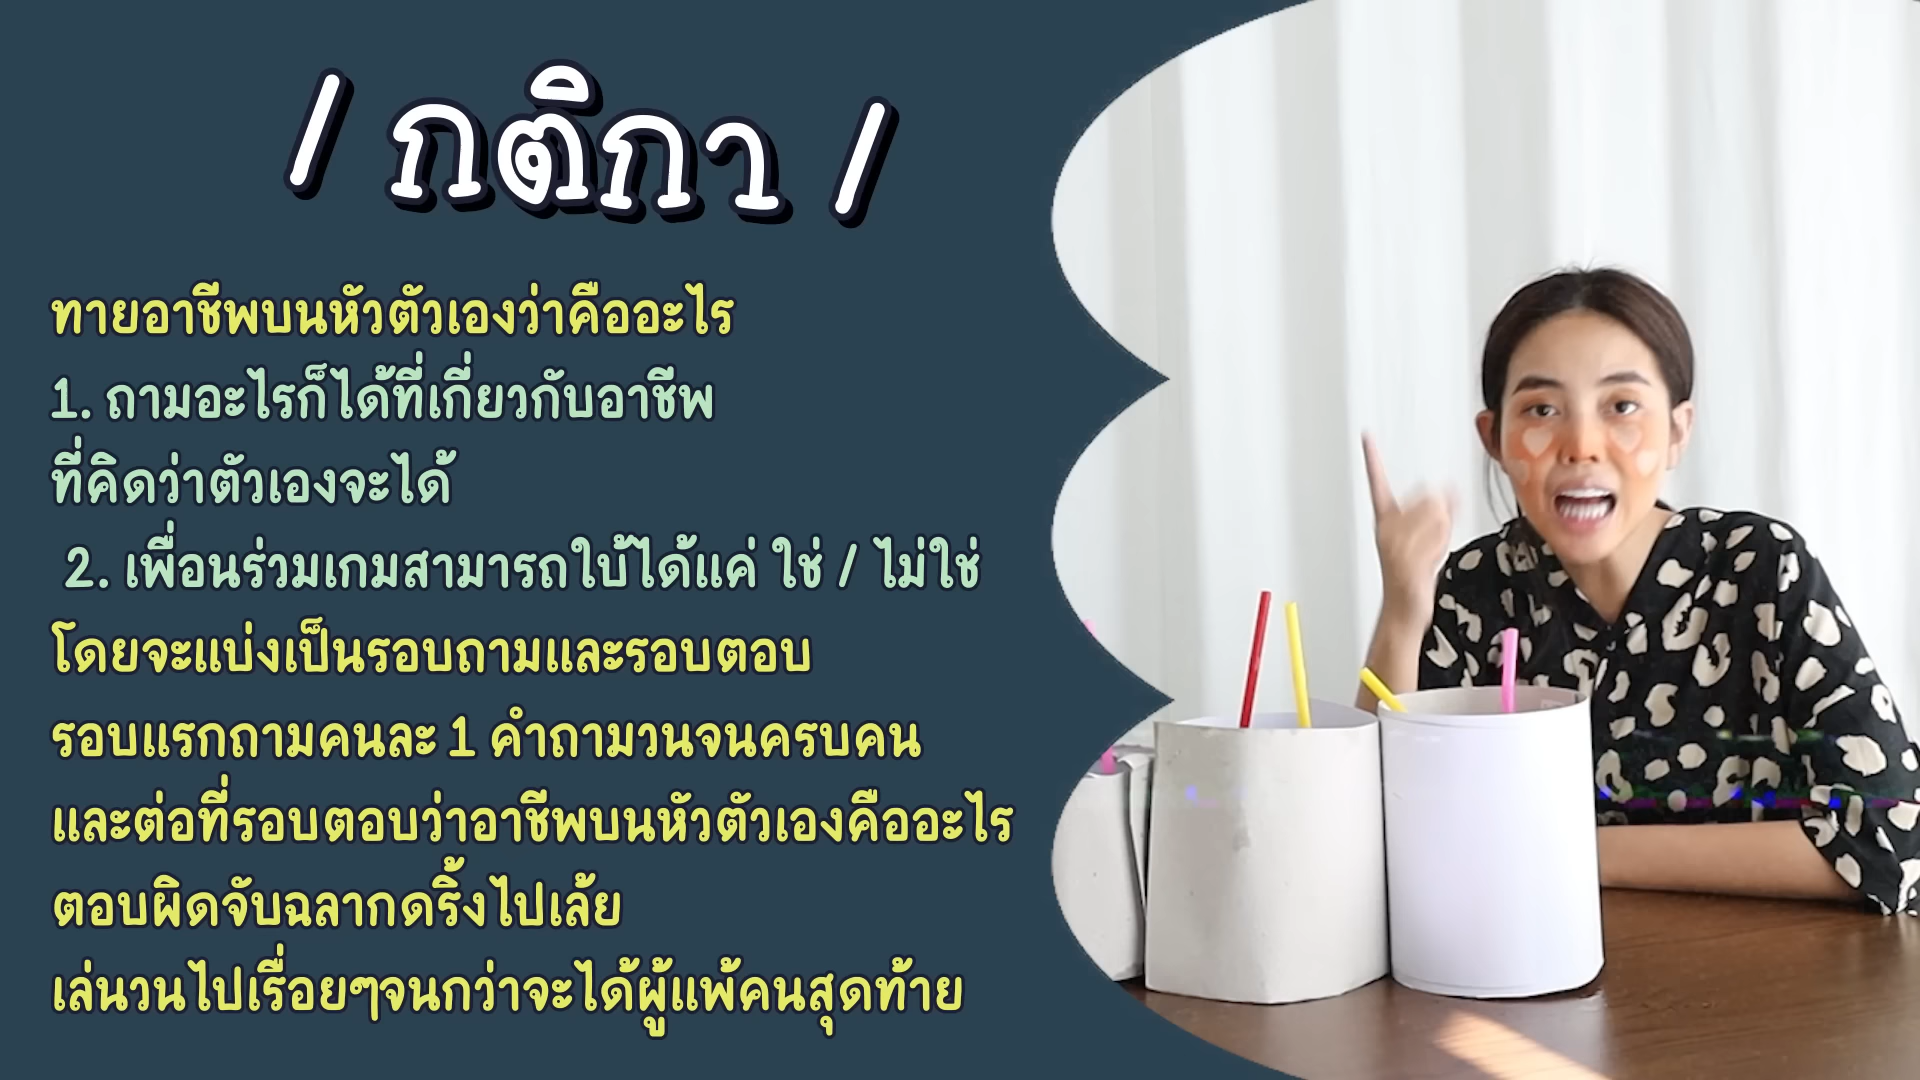 / กติกา /
ทายอาชีพบนหัวตัวเองว่าคืออะไร
1. ถามอะไรก็ได้ที่เกี่ยวกับอาชีพ
ที่คิดว่าตัวเองจะได้
2. เพื่อนร่วมเกมสามารถใบ้ได้แค่ ใช่ / ไม่ใช่
โดยจะแบ่งเป็นรอบถามและรอบตอบ
รอบแรกถามคนละ 1 คำถามวนจนครบคน
และต่อที่รอบตอบว่าอาชีพบนหัวตัวเองคืออะไร
ตอบผิดจับฉลากดริ้งไปเล้ย
เล่นวนไปเรื่อยๆจนกว่าจะได้ผู้แพ้คนสุดท้าย